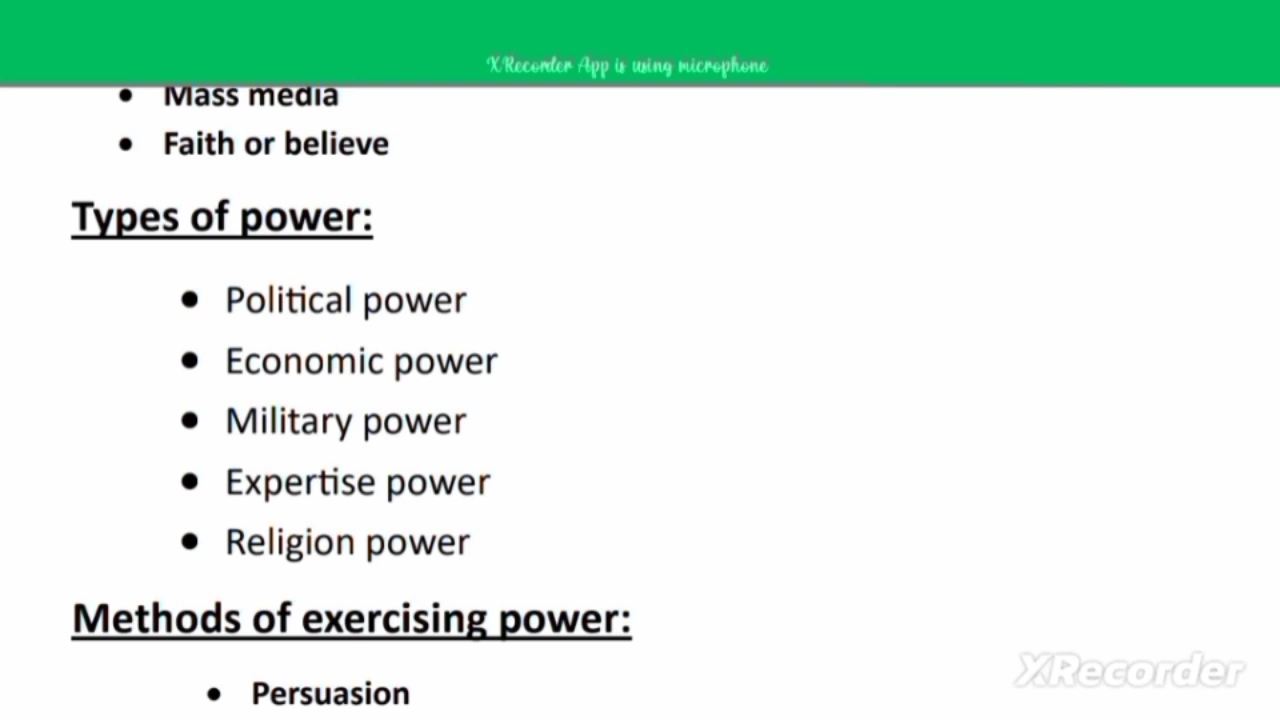 XRecorder App is using microphone
• Mass media
• Faith or believe
Types of power:
• Political power
• Economic power
• Military power
• Expertise power
• Religion power
Methods of exercising power:
XRecorder
• Persuasion